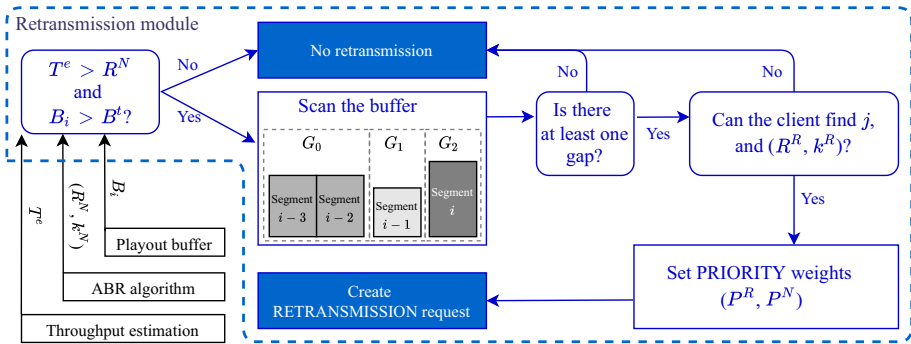 Retransmission module
T^e > R^N
and
B_i > B^t?
No
Yes
No retransmission
Scan the buffer
G_0
G_1
G_2
Segment
i − 3
Segment
i − 2
Segment
i − 1
Segment
i
Is there
at least one
gap?
No
Yes
Can the client find j,
and (R^R, k^R)?
No
Yes
Set PRIORITY weights
(P^R, P^N)
Create
RETRANSMISSION request
T^e
(R^N, k^N)
B_i
Playout buffer
ABR algorithm
Throughput estimation